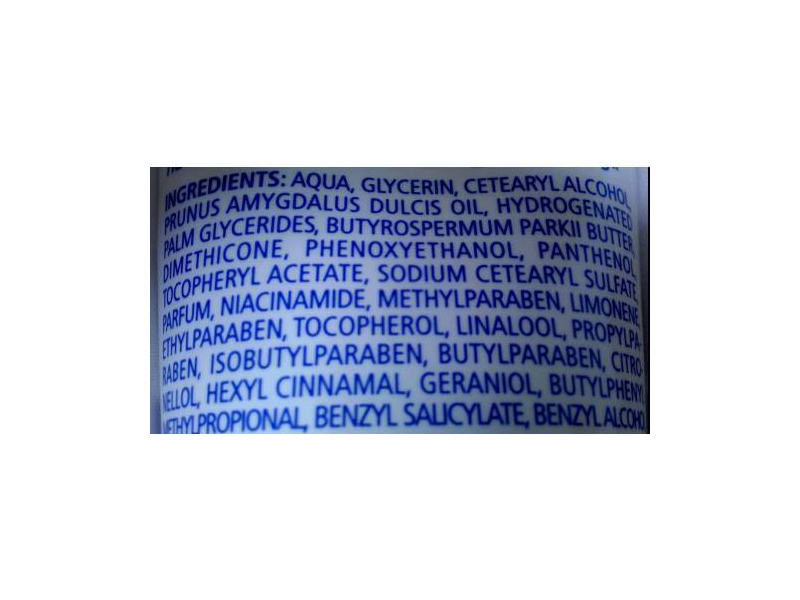 INGREDIENTS: AQUA, GLYCERIN, CETEARYL ALCOHOL,
PRUNUS AMYGDALUS DULCIS OIL, HYDROGENATED
PALM GLYCERIDES, BUTYROSPERMUM PARKII BUTTER,
DIMETHICONE, PHENOXYETHANOL, PANTHENOL,
TOCOPHERYL ACETATE, SODIUM CETEARYL SULFATE,
PARFUM, NIACINAMIDE, METHYLPARABEN, LIMONENE,
ETHYLPARABEN, TOCOPHEROL, LINALOOL, PROPYLPA-
RABEN, ISOBUTYLPARABEN, BUTYLPARABEN, CITRO-
NELLOL, HEXYL CINNAMAL, GERANIOL, BUTYLPHENYL
METHYLPROPIONAL, BENZYL SALICYLATE, BENZYL ALCOHOL